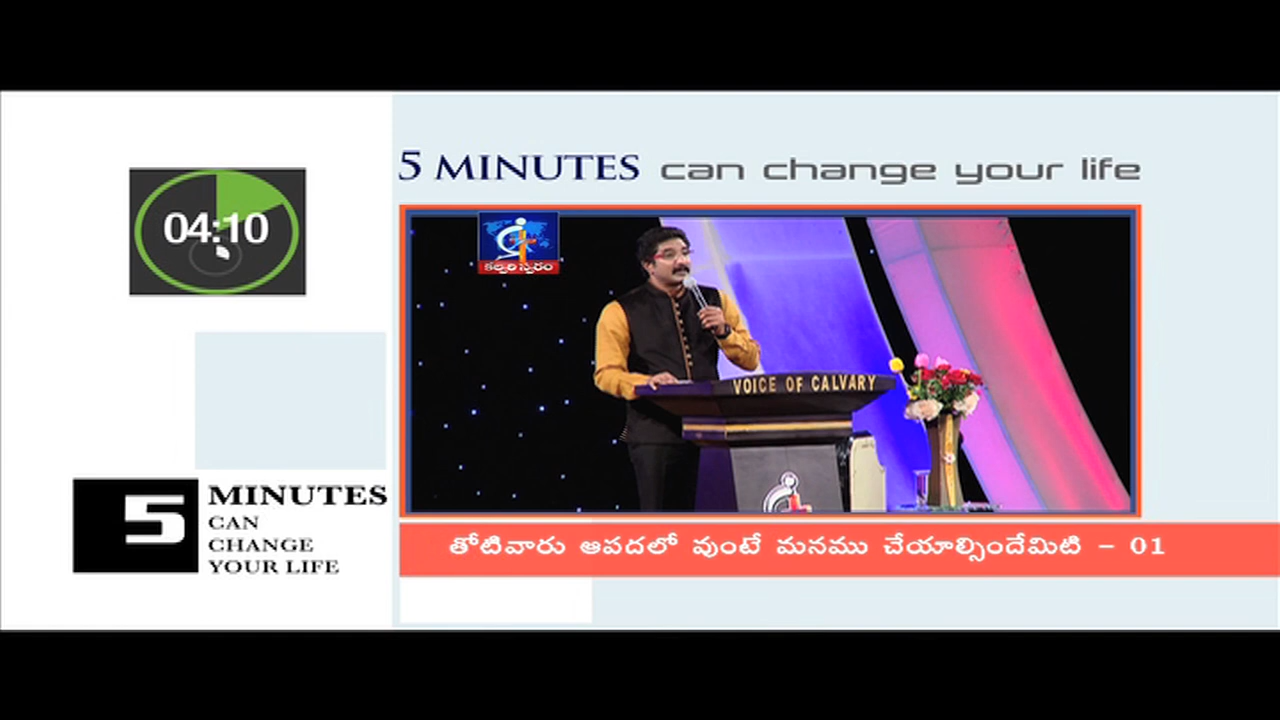 5 MINUTES can change your life
04:10
కల్వరి స్వరం
VOICE OF CALVARY
5
MINUTES
CAN
CHANGE
YOUR LIFE
తోటివారు ఆపదలో వుంటే మనము చేయాల్సిందేమిటి – 01